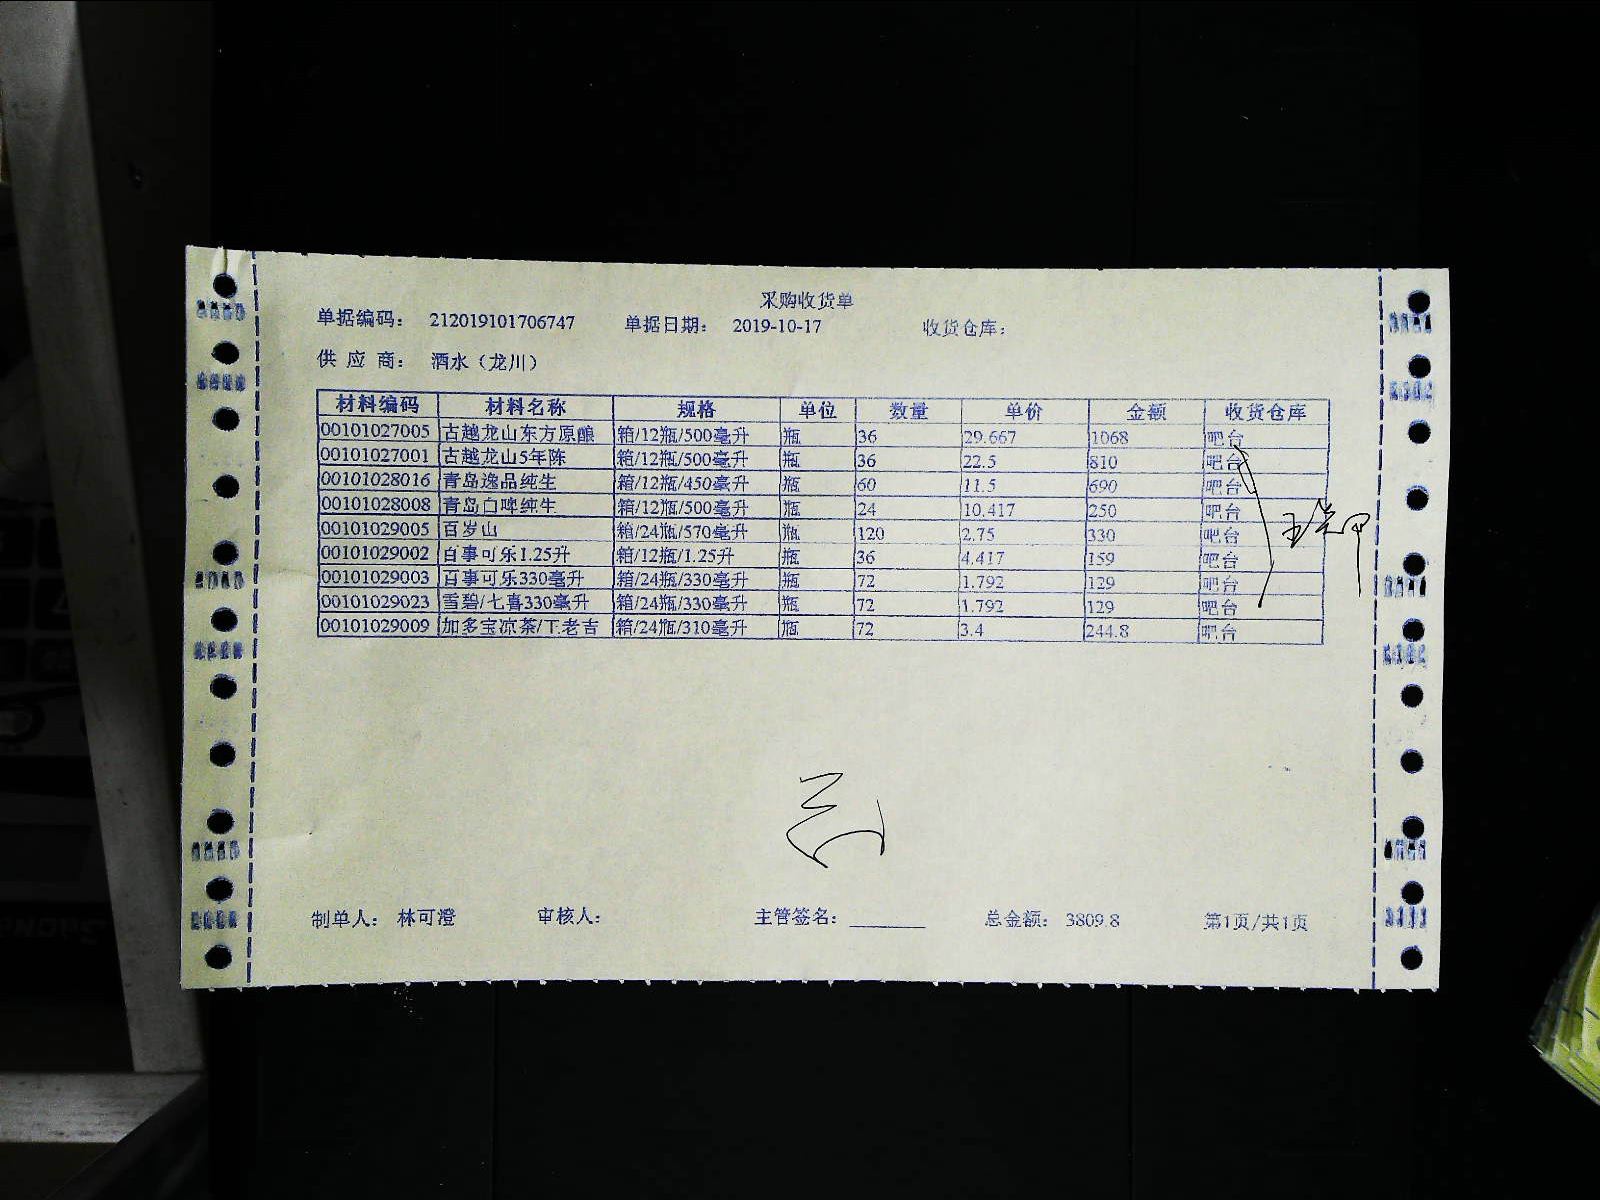 采购收货单
单据编码： 212019101706747 单据日期： 2019-10-17 收货仓库：
供 应 商： 酒水（龙川）
材料编码 材料名称 规格 单位 数量 单价 金额 收货仓库
00101027005 古越龙山东方原酿 箱/12瓶/500毫升 瓶 36 29.667 1068 吧台
00101027001 古越龙山5年陈 箱/12瓶/500毫升 瓶 36 22.5 810 吧台
00101028016 青岛逸品纯生 箱/12瓶/450毫升 瓶 60 11.5 690 吧台
00101028008 青岛白啤纯生 箱/12瓶/500毫升 瓶 24 10.417 250 吧台
00101029005 百岁山 箱/24瓶/570毫升 瓶 120 2.75 330 吧台
00101029002 百事可乐1.25升 箱/12瓶/1.25升 瓶 36 4.417 159 吧台
00101029003 百事可乐330毫升 箱/24瓶/330毫升 瓶 72 1.792 129 吧台
00101029023 雪碧/七喜330毫升 箱/24瓶/330毫升 瓶 72 1.792 129 吧台
00101029009 加多宝凉茶/王老吉 箱/24瓶/310毫升 瓶 72 3.4 244.8 吧台
制单人： 林可澄 审核人： 主管签名： 总金额： 3809.8 第1页/共1页